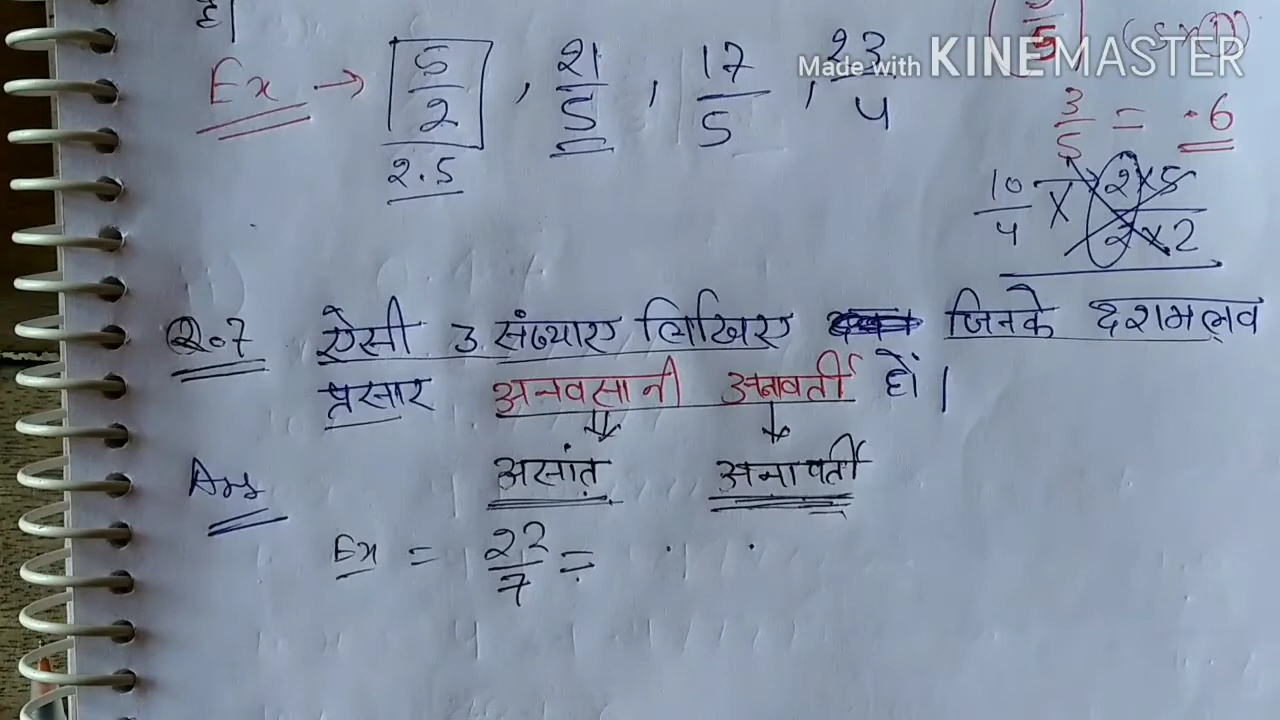 है।
Ex → 5/2 , 21/5 , 17/5 , 23/4
2.5
Made with KINEMASTER
3/5 = .6
10/4 × 2×5/2×2
Q.7 ऐसी 3 संख्याए लिखिए जिनके दशमलव
प्रसार अनवसानी अनावर्ती हों।
Ans असांत अनावर्ती
Ex = 22/7 = . .